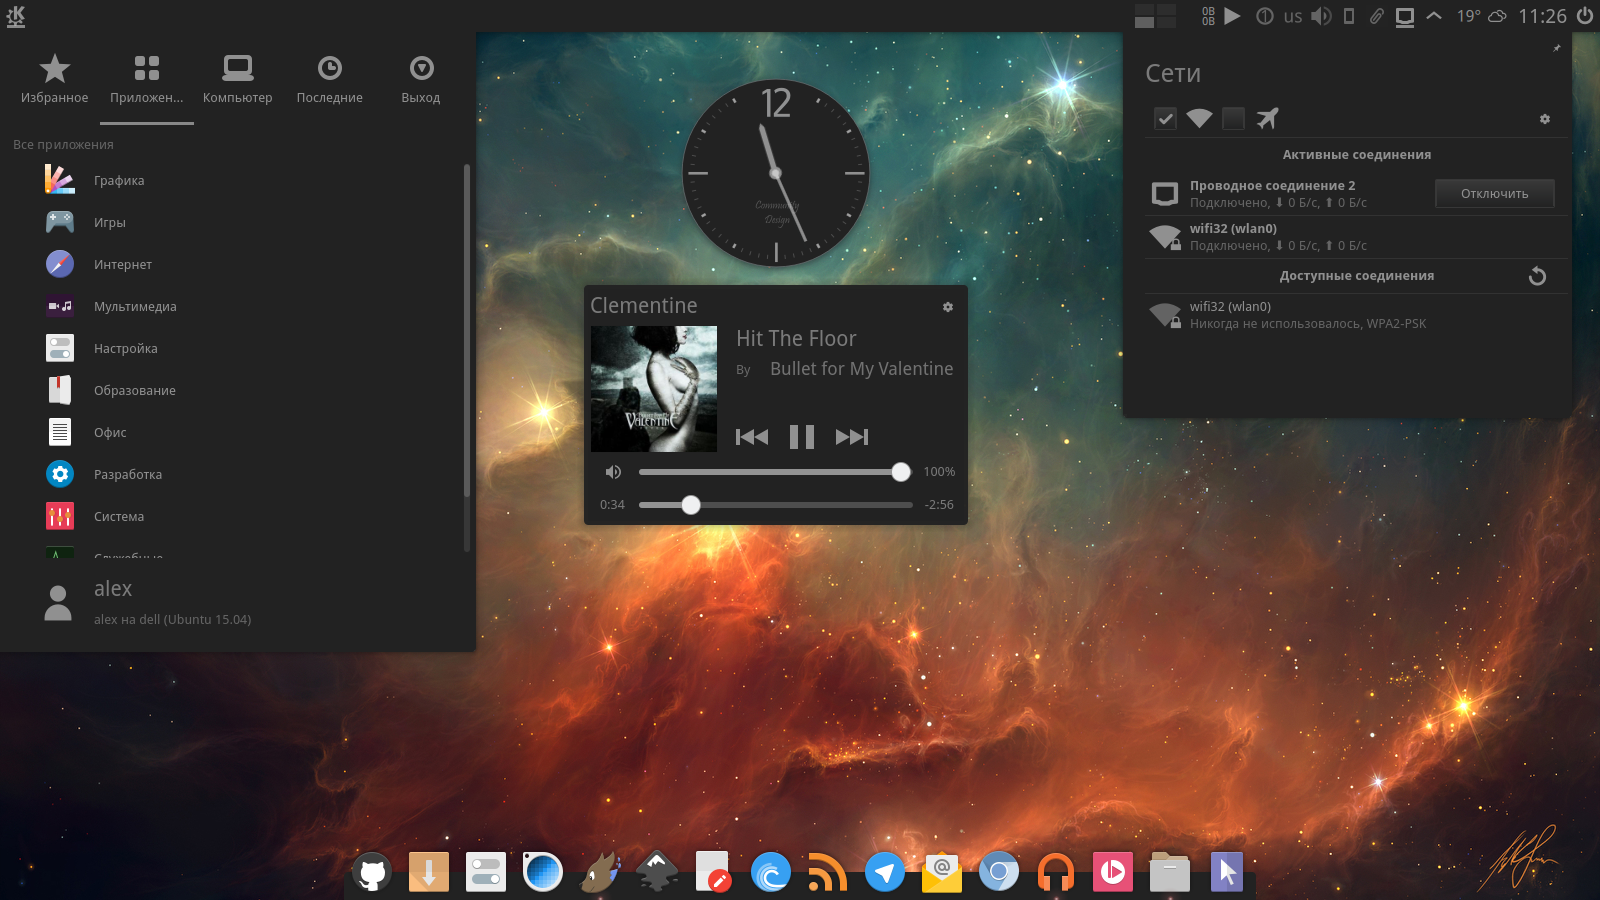 0B
0B
us
19°
11:26
Избранное
Приложен...
Компьютер
Последние
Выход
Все приложения
Графика
Игры
Интернет
Мультимедиа
Настройка
Образование
Офис
Разработка
Система
Служебные
alex
alex на dell (Ubuntu 15.04)
12
Community
Design
Clementine
Hit The Floor
By Bullet for My Valentine
VALENTINE
100%
0:34
-2:56
Сети
Активные соединения
Проводное соединение 2
Подключено, ⬇ 0 Б/с, ⬆ 0 Б/с
Отключить
wifi32 (wlan0)
Подключено, ⬇ 0 Б/с, ⬆ 0 Б/с
Доступные соединения
wifi32 (wlan0)
Никогда не использовалось, WPA2-PSK